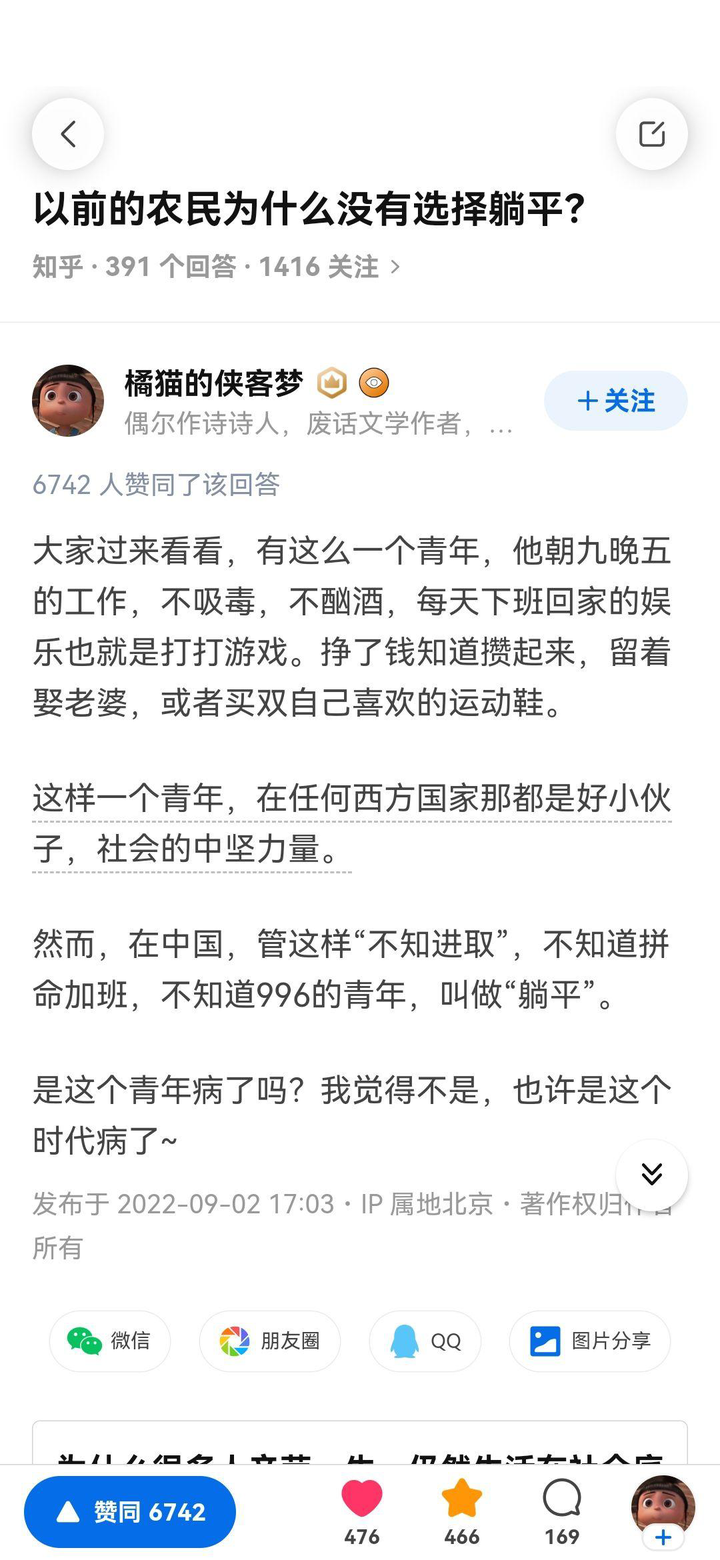 以前的农民为什么没有选择躺平？
知乎 · 391 个回答 · 1416 关注 >
橘猫的侠客梦
偶尔作诗诗人，废话文学作者，...
+ 关注
6742 人赞同了该回答
大家过来看看，有这么一个青年，他朝九晚五
的工作，不吸毒，不酗酒，每天下班回家的娱
乐也就是打打游戏。挣了钱知道攒起来，留着
娶老婆，或者买双自己喜欢的运动鞋。
这样一个青年，在任何西方国家那都是好小伙
子，社会的中坚力量。
然而，在中国，管这样“不知进取”，不知道拼
命加班，不知道996的青年，叫做“躺平”。
是这个青年病了吗？我觉得不是，也许是这个
时代病了~
发布于 2022-09-02 17:03 · IP 属地北京 · 著作权归作者
所有
微信
朋友圈
QQ
图片分享
赞同 6742
476
466
169